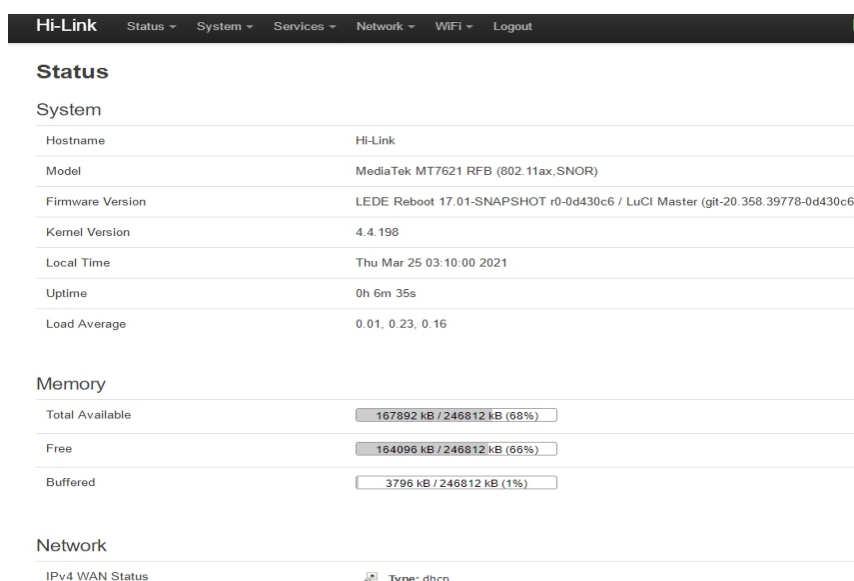 Hi-Link Status System Services Network WiFi Logout
Status
System
Hostname Hi-Link
Model MediaTek MT7621 RFB (802.11ax,SNOR)
Firmware Version LEDE Reboot 17.01-SNAPSHOT r0-0d430c6 / LuCI Master (git-20.358.39778-0d430c6
Kernel Version 4.4.198
Local Time Thu Mar 25 03:10:00 2021
Uptime 0h 6m 35s
Load Average 0.01, 0.23, 0.16
Memory
Total Available 167892 kB / 246812 kB (68%)
Free 164096 kB / 246812 kB (66%)
Buffered 3796 kB / 246812 kB (1%)
Network
IPv4 WAN Status Type: dhcp